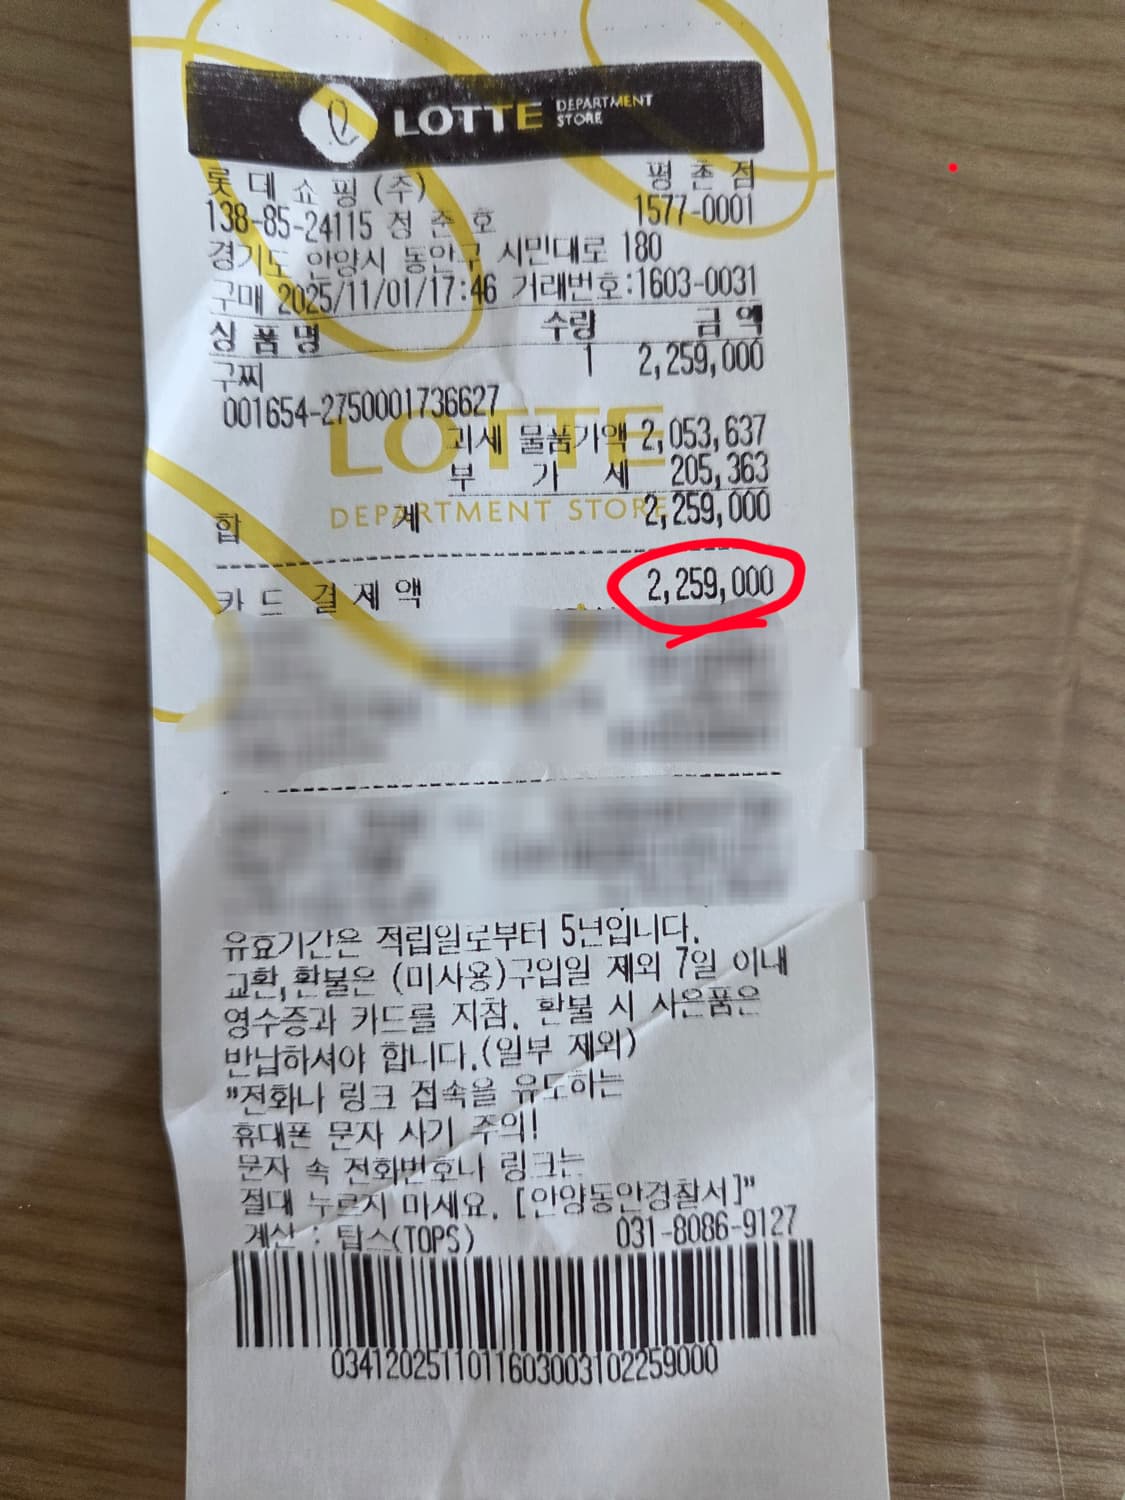 LOTTE DEPARTMENT STORE
롯데쇼핑(주) 평촌점
138-85-24115 정준호 1577-0001
경기도 안양시 동안구 시민대로 180
구매 2025/11/01/17:46 거래번호:1603-0031
상품명 수량 금액
구찌 1 2,259,000
001654-2750001736627
LOTTE
과세 물품가액 2,053,637
부 가 세 205,363
DEPARTMENT STORE
합 계 2,259,000
카드 결제액 2,259,000
유효기간은 적립일로부터 5년입니다.
교환,환불은 (미사용)구입일 제외 7일 이내
영수증과 카드를 지참. 환불 시 사은품은
반납하셔야 합니다.(일부 제외)
"전화나 링크 접속을 유도하는
휴대폰 문자 사기 주의!
문자 속 전화번호나 링크는
절대 누르지 마세요. [안양동안경찰서]"
계산 : 탑스(TOPS) 031-8086-9127
0341202511011603003102259000